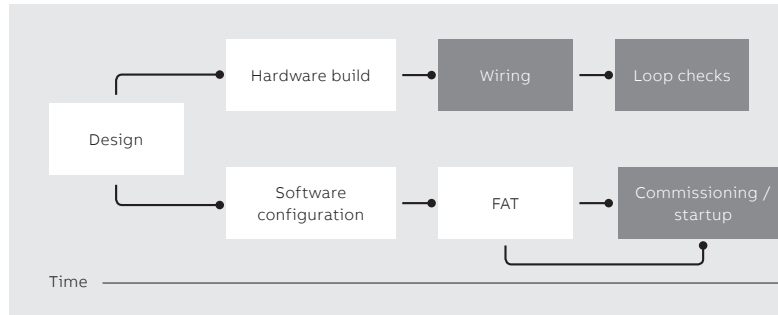 Hardware build
Wiring
Loop checks
Design
Software
configuration
FAT
Commissioning /
startup
Time